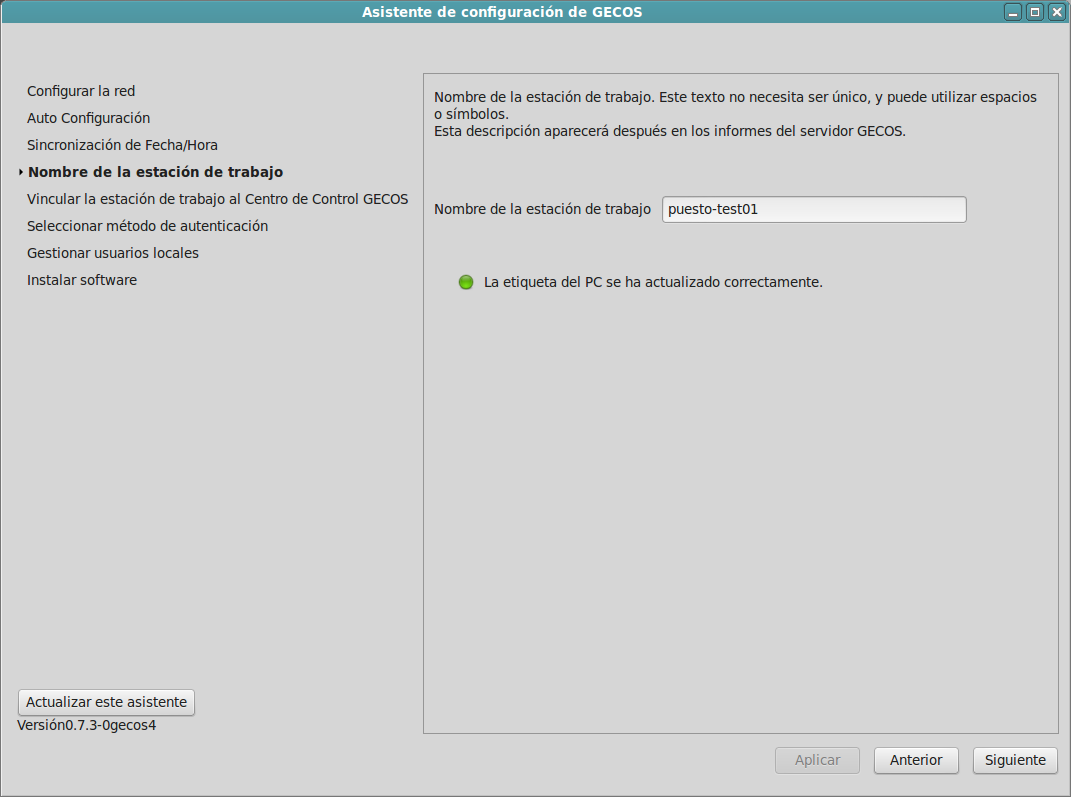 Asistente de configuración de GECOS
Configurar la red
Auto Configuración
Sincronización de Fecha/Hora
Nombre de la estación de trabajo
Vincular la estación de trabajo al Centro de Control GECOS
Seleccionar método de autenticación
Gestionar usuarios locales
Instalar software
Nombre de la estación de trabajo. Este texto no necesita ser único, y puede utilizar espacios
o símbolos.
Esta descripción aparecerá después en los informes del servidor GECOS.
Nombre de la estación de trabajo puesto-test01
La etiqueta del PC se ha actualizado correctamente.
Actualizar este asistente
Versión0.7.3-0gecos4
Aplicar Anterior Siguiente